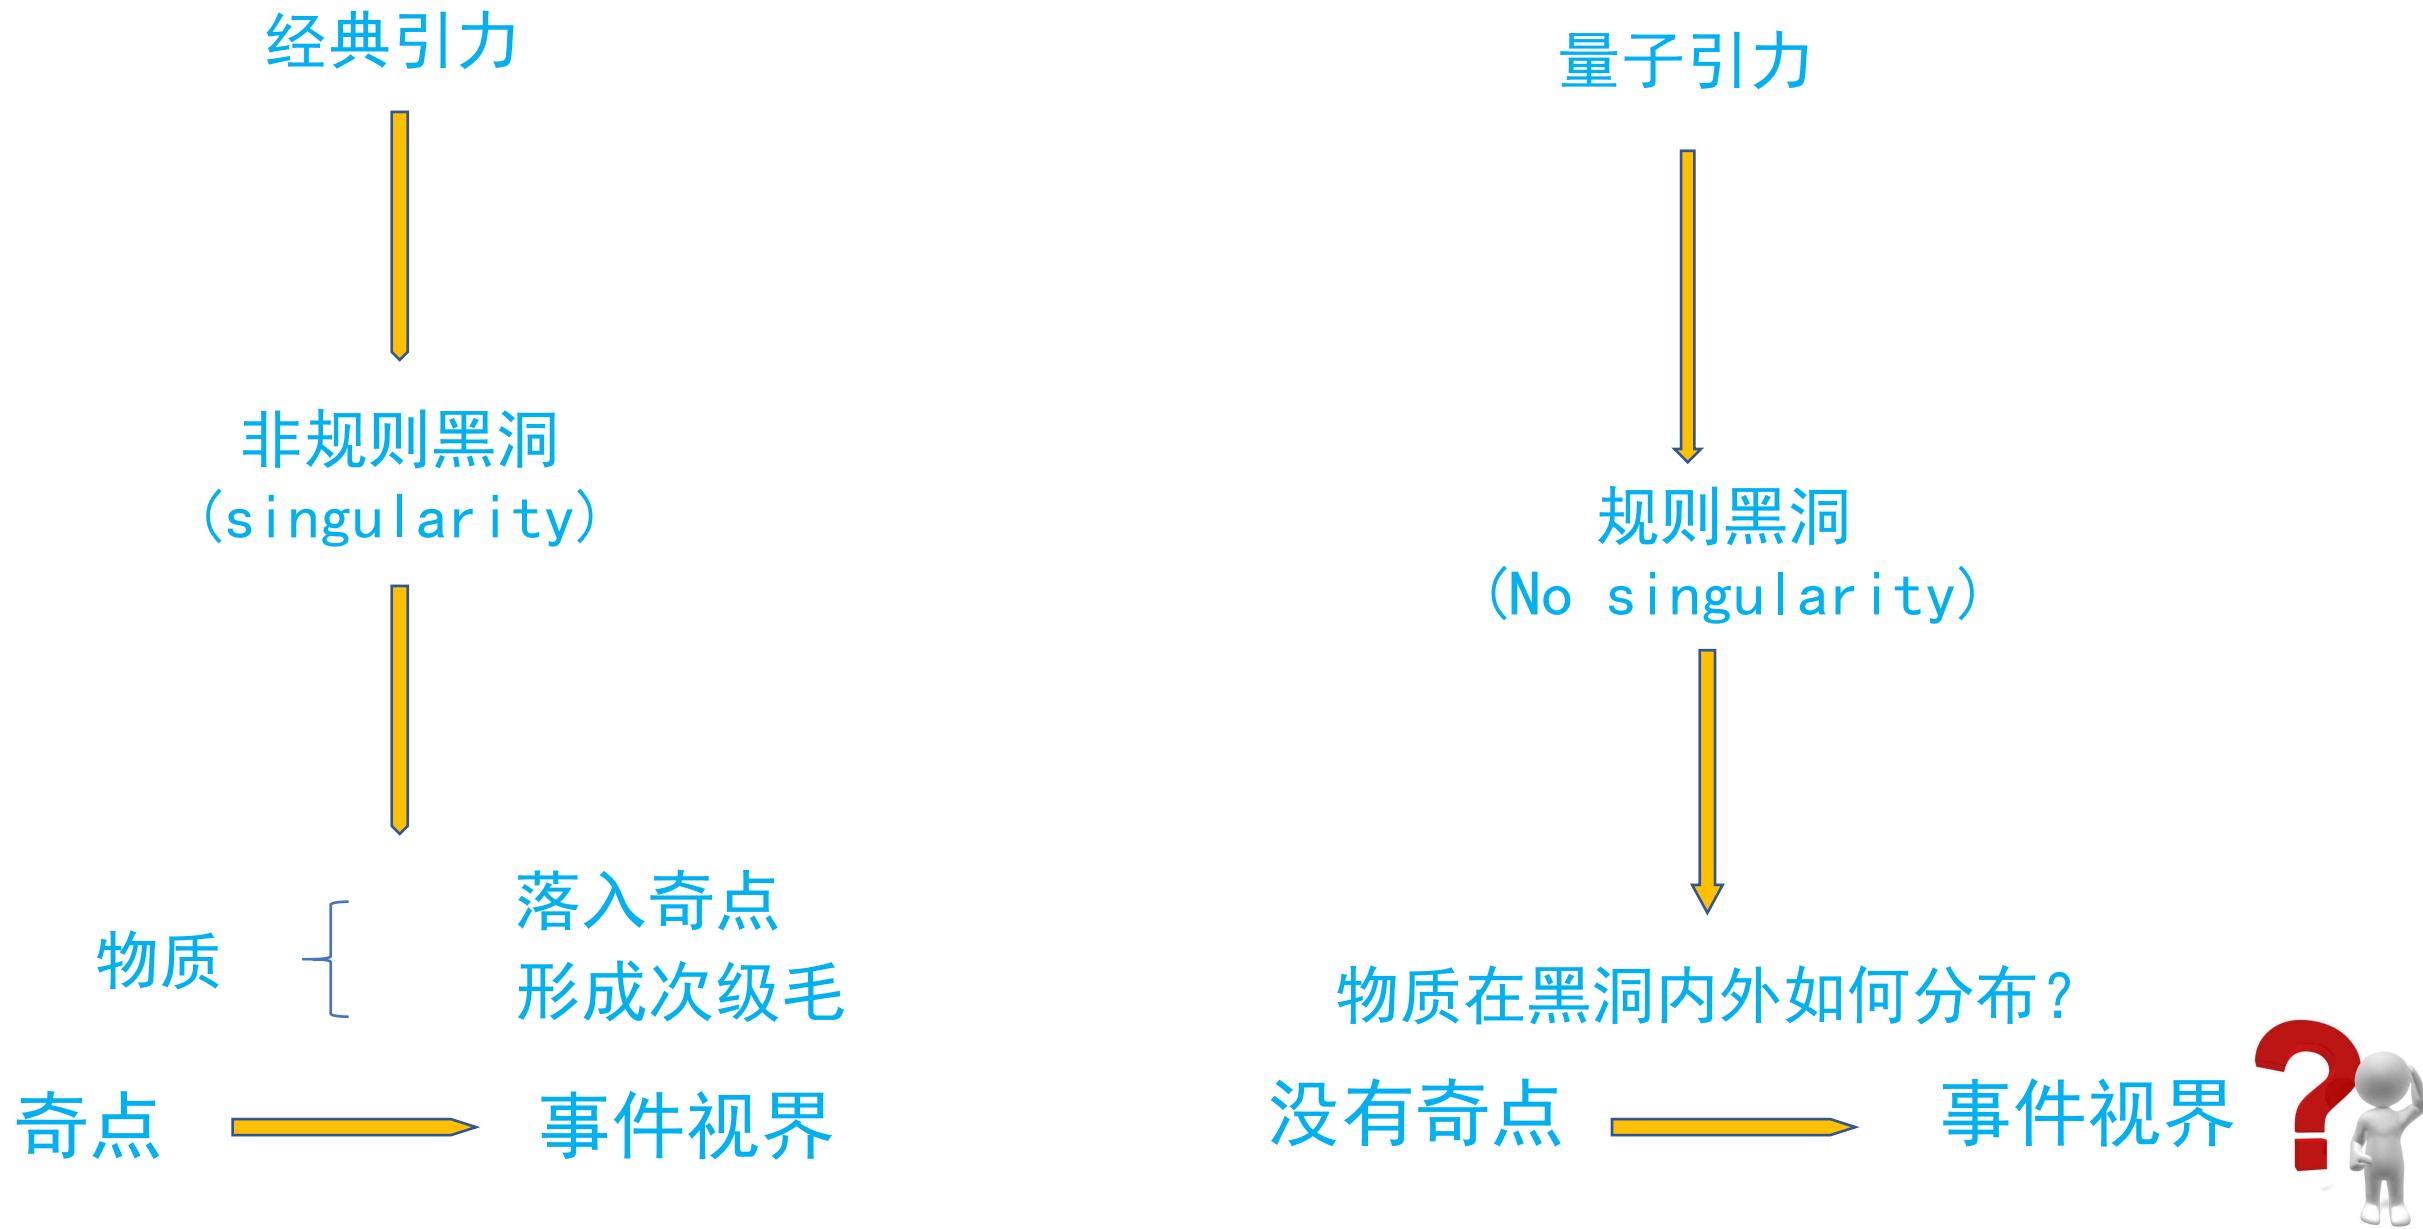 经典引力
非规则黑洞
(singularity)
物质
落入奇点
形成次级毛
奇点
事件视界
量子引力
规则黑洞
(No singularity)
物质在黑洞内外如何分布?
没有奇点
事件视界
?